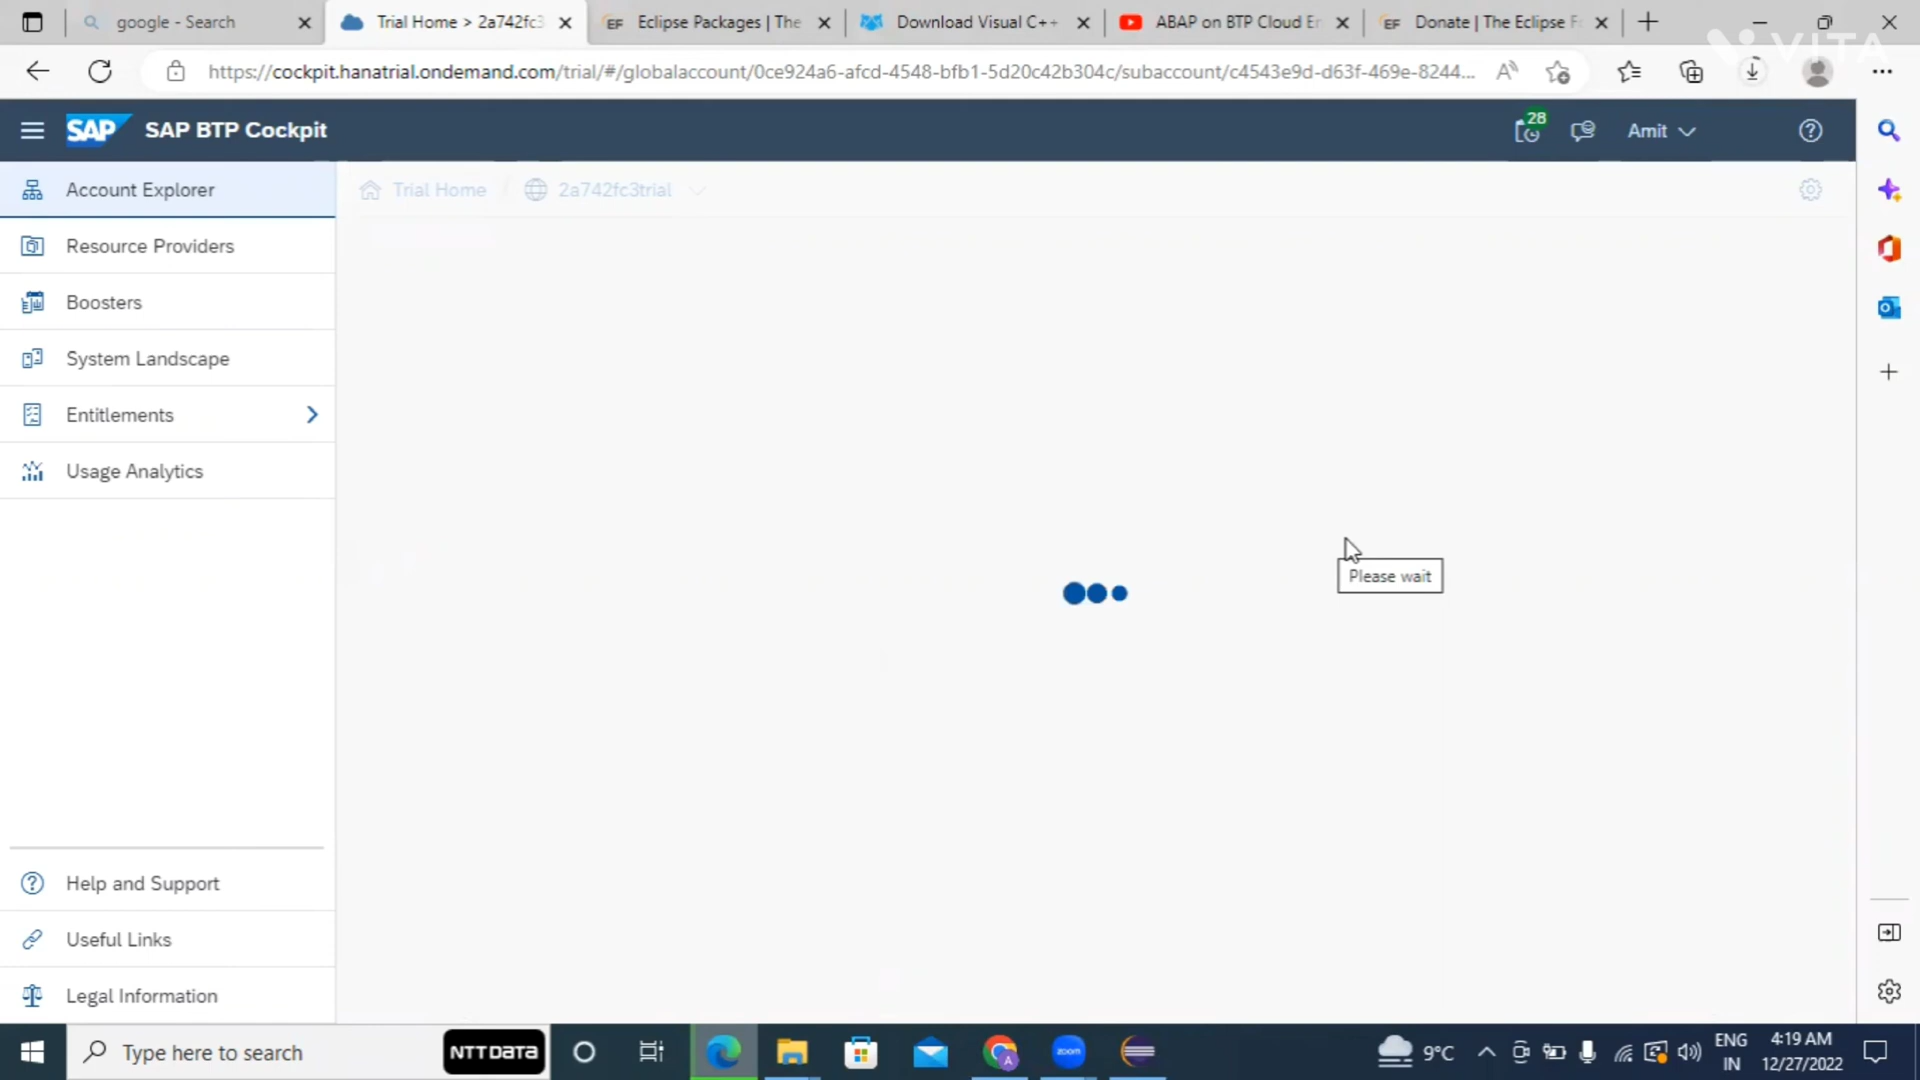 google - Search
Trial Home > 2a742fc3
Eclipse Packages | The
Download Visual C++
ABAP on BTP Cloud En
Donate | The Eclipse F
VITA
https://cockpit.hanatrial.ondemand.com/trial/#/globalaccount/0ce924a6-afcd-4548-bfb1-5d20c42b304c/subaccount/c4543e9d-d63f-469e-8244...
SAP SAP BTP Cockpit
28
Amit
Account Explorer
Trial Home / 2a742fc3trial
Resource Providers
Boosters
System Landscape
Entitlements
Usage Analytics
Please wait
Help and Support
Useful Links
Legal Information
Type here to search
NTT DATA
zoom
9°C
ENG
IN
4:19 AM
12/27/2022